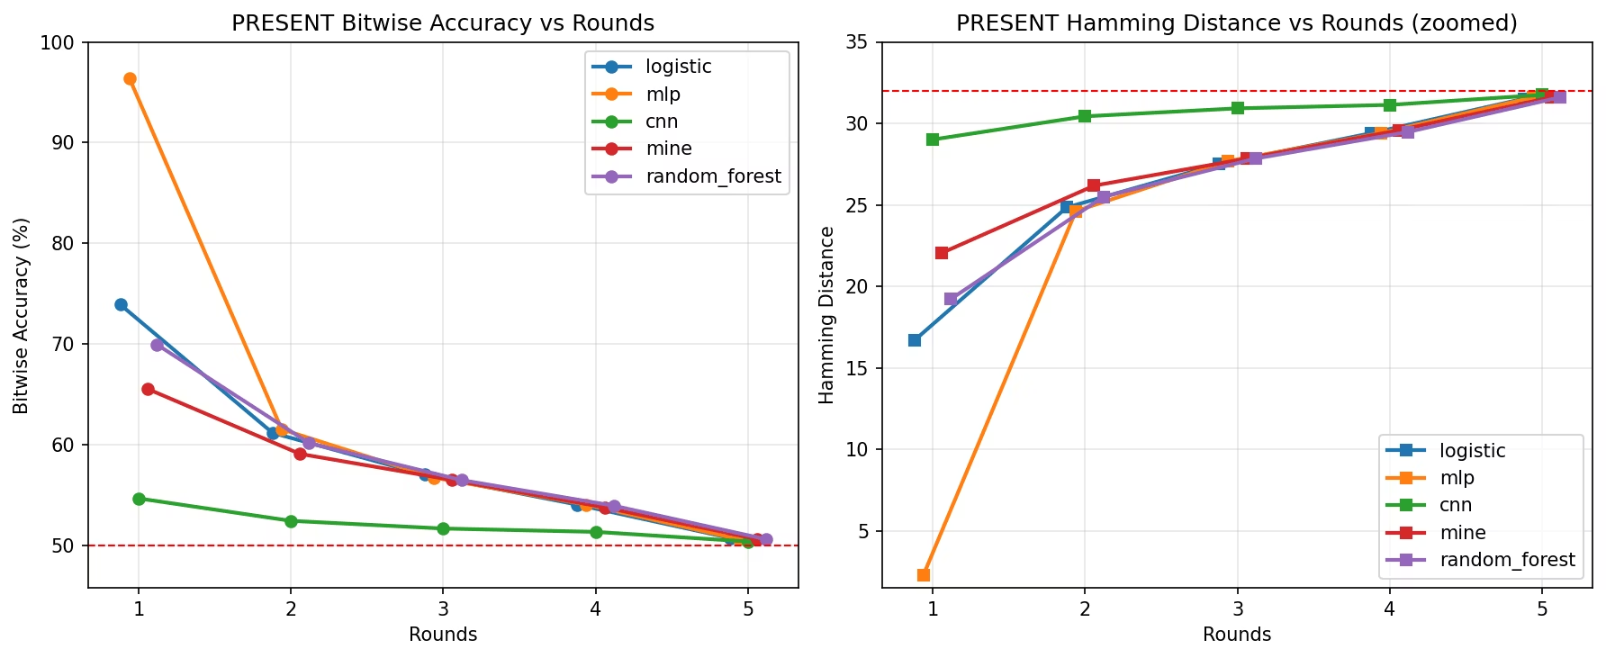 PRESENT Bitwise Accuracy vs Rounds
100
90
80
70
60
50
Bitwise Accuracy (%)
logistic
mlp
cnn
mine
random_forest
1 2 3 4 5
Rounds
PRESENT Hamming Distance vs Rounds (zoomed)
35
30
25
20
15
10
5
Hamming Distance
logistic
mlp
cnn
mine
random_forest
1 2 3 4 5
Rounds